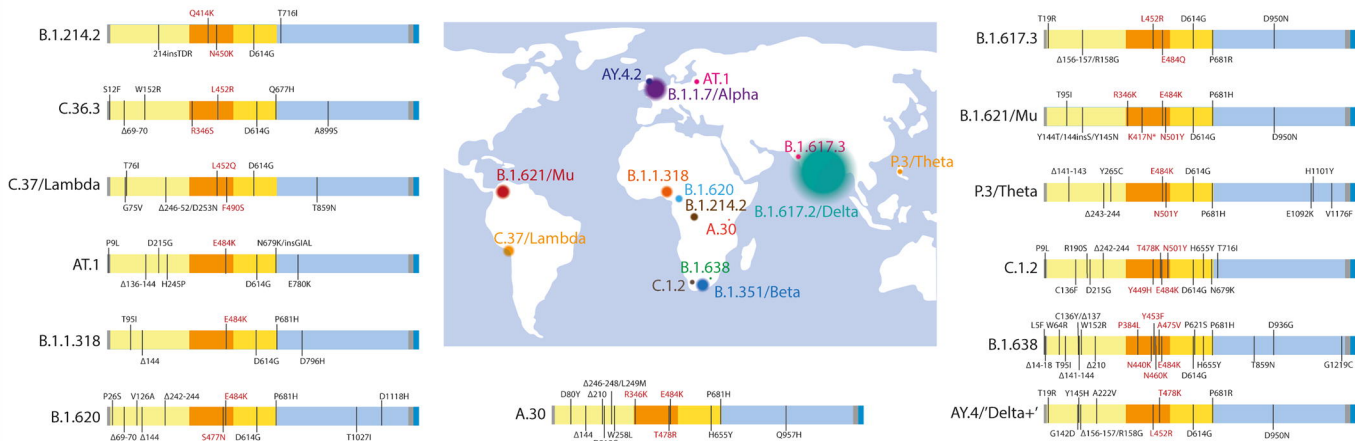 B.1.214.2
Q414K T716I
214insTDR N450K D614G
C.36.3
S12F W152R L452R Q677H
Δ69-70 R346S D614G A899S
C.37/Lambda
T76I L452Q D614G
G75V Δ246-52/D253N F490S T859N
AT.1
P9L D215G E484K N679K/insGIAL
Δ136-144 H245P E780K
B.1.1.318
T95I E484K P681H
Δ144 D614G D796H
B.1.620
P26S V126A Δ242-244 E484K P681H D1118H
Δ69-70 Δ144 S477N D614G T1027I
AY.4.2
AT.1
B.1.1.7/Alpha
B.1.617.3
P.3/Theta
B.1.621/Mu
B.1.1.318
B.1.620
B.1.214.2
B.1.617.2/Delta
A.30
C.37/Lambda
B.1.638
C.1.2
B.1.351/Beta
A.30
Δ246-248/L249M
D80Y Δ210 R346K E484K P681H
Δ144 W258L T478R H655Y Q957H
B.1.617.3
T19R L452R D614G D950N
Δ156-157/R158G E484Q P681R
B.1.621/Mu
T95I R346K E484K P681H
Y144T/144insS/Y145N K417N* N501Y D614G D950N
P.3/Theta
Δ141-143 Y265C E484K D614G H1101Y
Δ243-244 N501Y P681H E1092K V1176F
C.1.2
P9L R190S Δ242-244 T478K N501Y H655Y T716I
C136F D215G Y449H E484K D614G N679K
B.1.638
C136Y/Δ137 Y453F
L5F W64R W152R P384L A475V P621S P681H D936G
Δ14-18 T95I Δ210 N440K E484K H655Y T859N G1219C
Δ141-144 N460K D614G
AY.4/'Delta+'
T19R Y145H A222V T478K P681R
G142D Δ156-157/R158G L452R D614G D950N